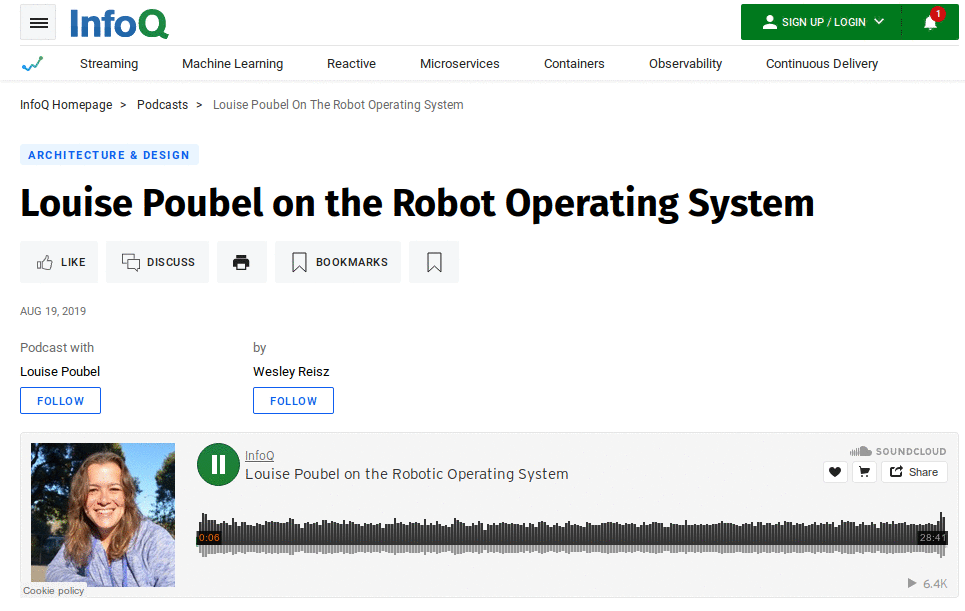 InfoQ
SIGN UP / LOGIN
1
Streaming Machine Learning Reactive Microservices Containers Observability Continuous Delivery
InfoQ Homepage > Podcasts > Louise Poubel On The Robot Operating System
ARCHITECTURE & DESIGN
Louise Poubel on the Robot Operating System
LIKE DISCUSS BOOKMARKS
AUG 19, 2019
Podcast with by
Louise Poubel Wesley Reisz
FOLLOW FOLLOW
InfoQ SOUNDCLOUD
Louise Poubel on the Robotic Operating System Share
0:06 28:41
Cookie policy 6.4K